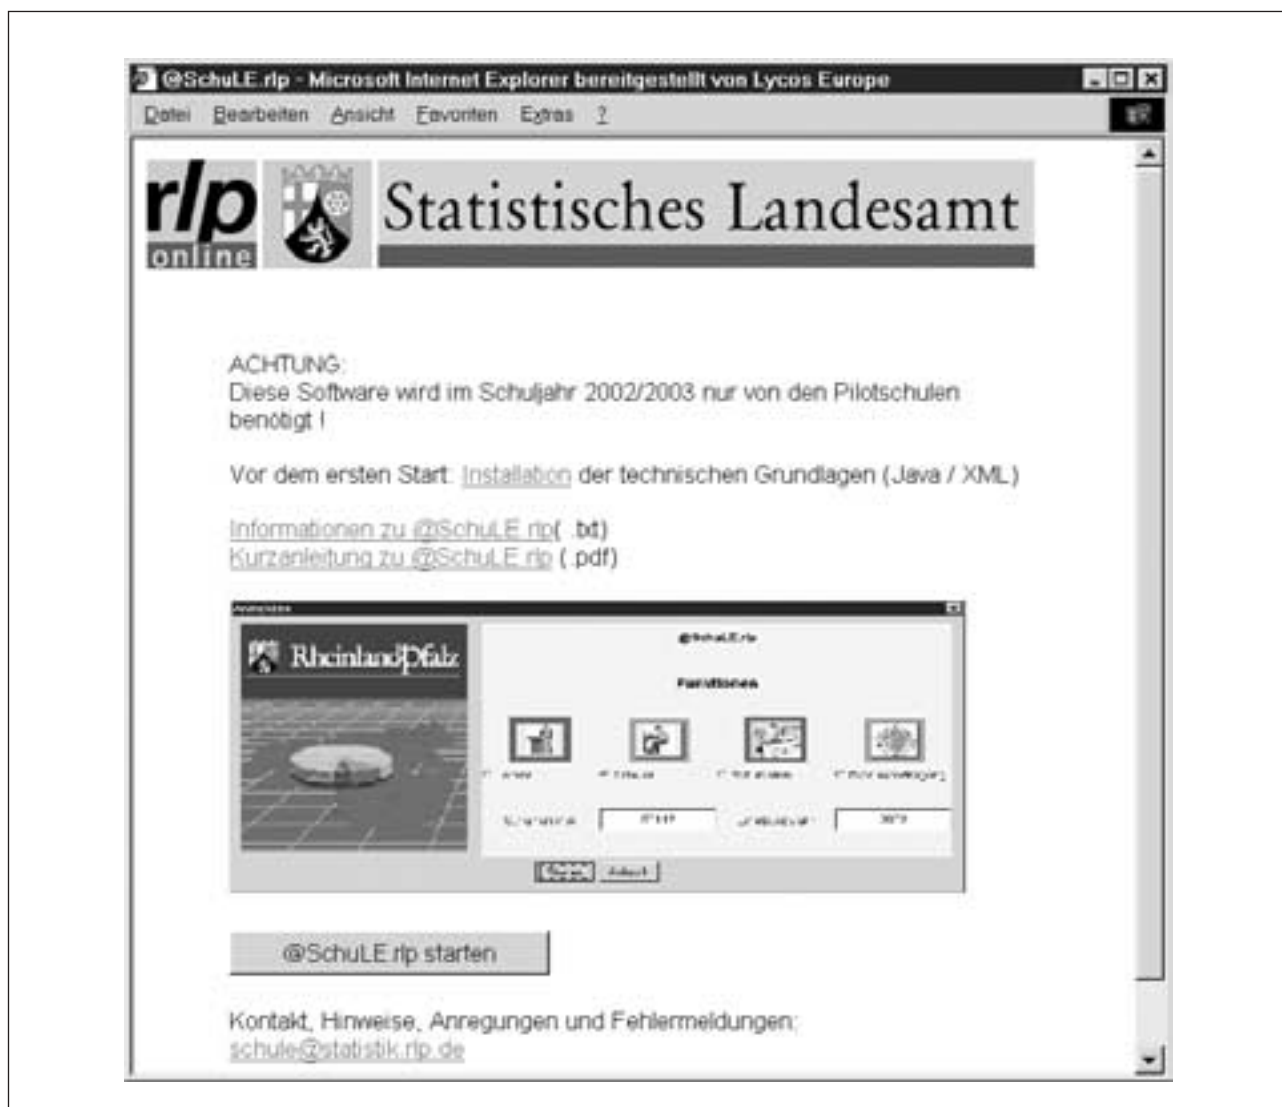 @SchuLE.rlp - Microsoft Internet Explorer bereitgestellt von Lycos Europe
Datei Bearbeiten Ansicht Favoriten Extras ?
rlp
online
Statistisches Landesamt
ACHTUNG:
Diese Software wird im Schuljahr 2002/2003 nur von den Pilotschulen
benötigt !
Vor dem ersten Start: Installation der technischen Grundlagen (Java / XML)
Informationen zu @SchuLE.rlp( .txt)
Kurzanleitung zu @SchuLE.rlp (.pdf)
RheinlandPfalz
@SchuLE.rlp
Funktionen
@SchuLE.rlp starten
Kontakt, Hinweise, Anregungen und Fehlermeldungen:
schule@statistik.rlp.de